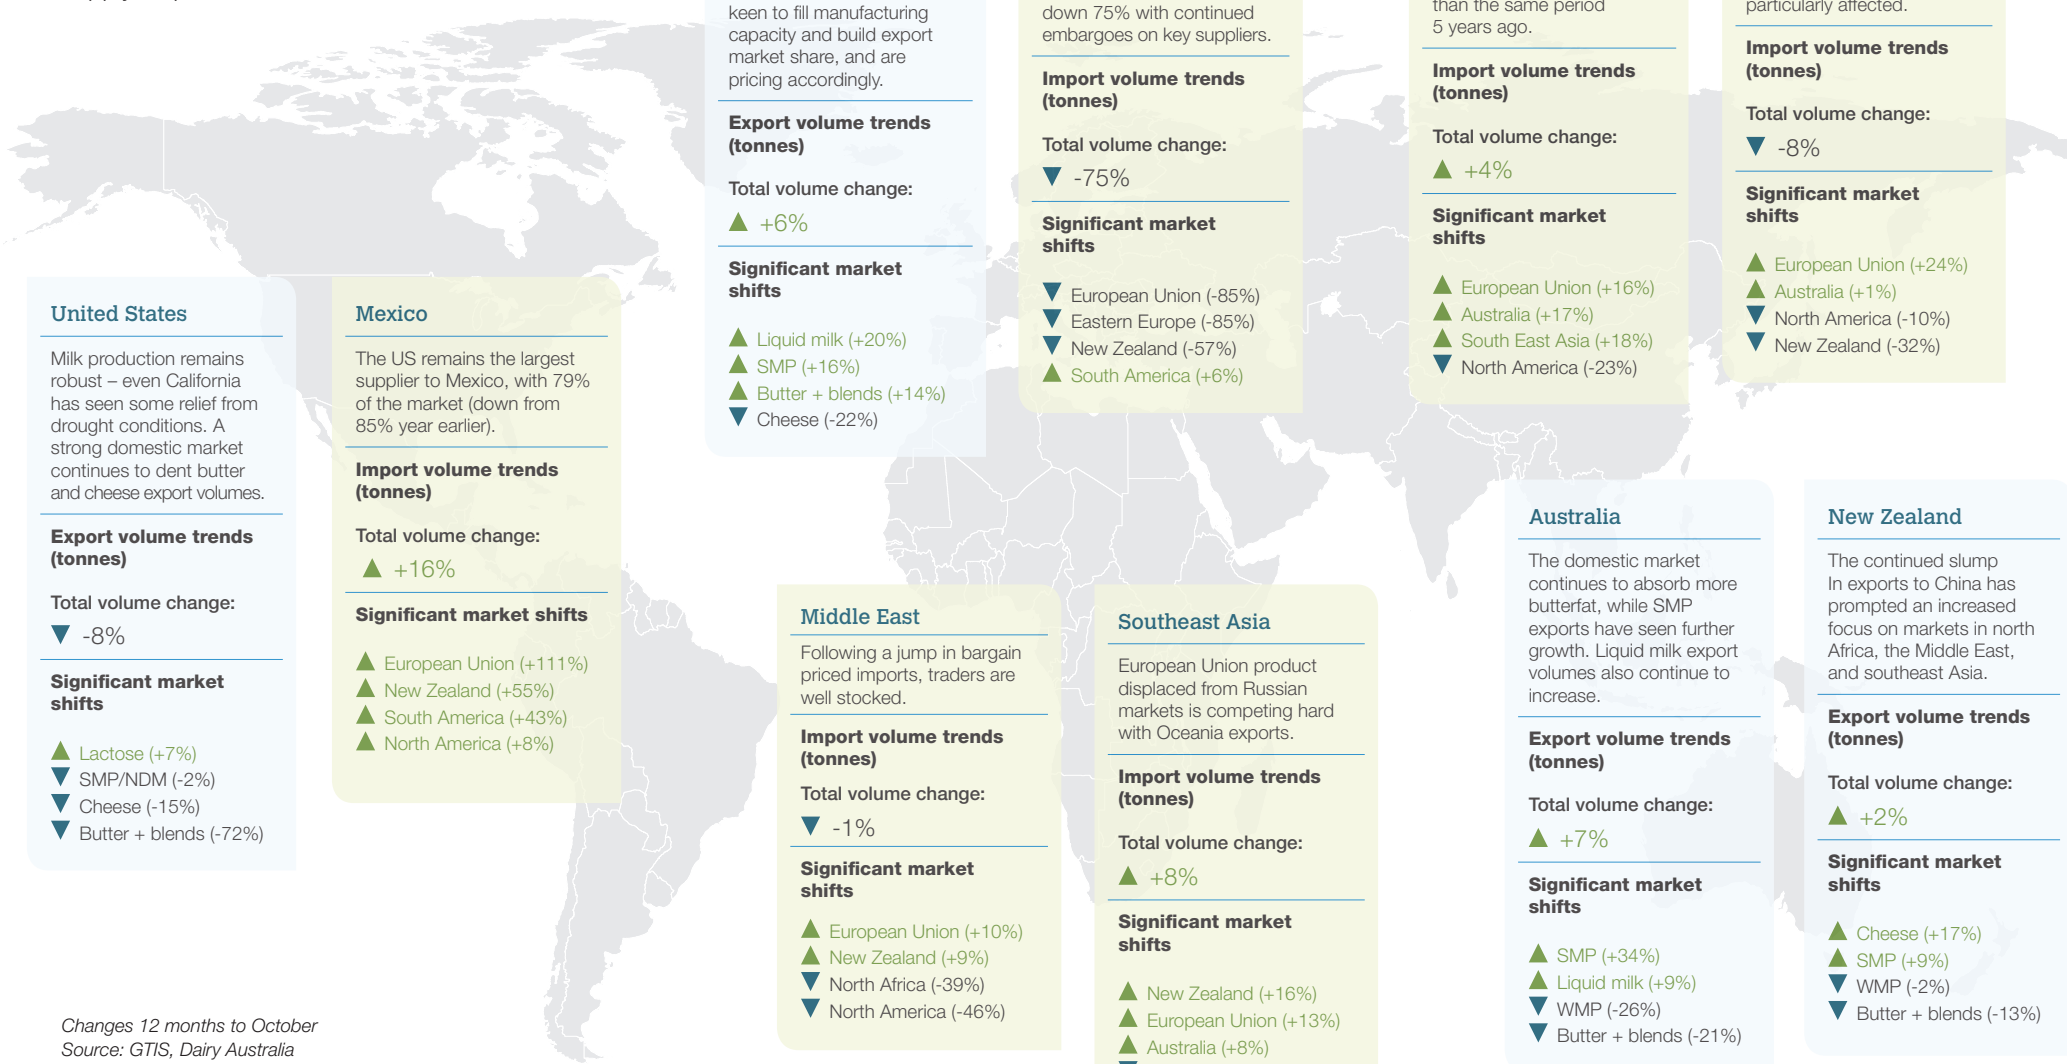 keen to fill manufacturing
capacity and build export
market share, and are
pricing accordingly.
Export volume trends
(tonnes)
Total volume change:
▲ +6%
Significant market
shifts
▲ Liquid milk (+20%)
▲ SMP (+16%)
▲ Butter + blends (+14%)
▼ Cheese (-22%)
down 75% with continued
embargoes on key suppliers.
Import volume trends
(tonnes)
Total volume change:
▼ -75%
Significant market
shifts
▼ European Union (-85%)
▼ Eastern Europe (-85%)
▼ New Zealand (-57%)
▲ South America (+6%)
than the same period
5 years ago.
Import volume trends
(tonnes)
Total volume change:
▲ +4%
Significant market
shifts
▲ European Union (+16%)
▲ Australia (+17%)
▲ South East Asia (+18%)
▼ North America (-23%)
particularly affected.
Import volume trends
(tonnes)
Total volume change:
▼ -8%
Significant market
shifts
▲ European Union (+24%)
▲ Australia (+1%)
▼ North America (-10%)
▼ New Zealand (-32%)
United States
Milk production remains
robust – even California
has seen some relief from
drought conditions. A
strong domestic market
continues to dent butter
and cheese export volumes.
Export volume trends
(tonnes)
Total volume change:
▼ -8%
Significant market
shifts
▲ Lactose (+7%)
▼ SMP/NDM (-2%)
▼ Cheese (-15%)
▼ Butter + blends (-72%)
Mexico
The US remains the largest
supplier to Mexico, with 79%
of the market (down from
85% year earlier).
Import volume trends
(tonnes)
Total volume change:
▲ +16%
Significant market shifts
▲ European Union (+111%)
▲ New Zealand (+55%)
▲ South America (+43%)
▲ North America (+8%)
Middle East
Following a jump in bargain
priced imports, traders are
well stocked.
Import volume trends
(tonnes)
Total volume change:
▼ -1%
Significant market
shifts
▲ European Union (+10%)
▲ New Zealand (+9%)
▼ North Africa (-39%)
▼ North America (-46%)
Southeast Asia
European Union product
displaced from Russian
markets is competing hard
with Oceania exports.
Import volume trends
(tonnes)
Total volume change:
▲ +8%
Significant market
shifts
▲ New Zealand (+16%)
▲ European Union (+13%)
▲ Australia (+8%)
Australia
The domestic market
continues to absorb more
butterfat, while SMP
exports have seen further
growth. Liquid milk export
volumes also continue to
increase.
Export volume trends
(tonnes)
Total volume change:
▲ +7%
Significant market
shifts
▲ SMP (+34%)
▲ Liquid milk (+9%)
▼ WMP (-26%)
▼ Butter + blends (-21%)
New Zealand
The continued slump
In exports to China has
prompted an increased
focus on markets in north
Africa, the Middle East,
and southeast Asia.
Export volume trends
(tonnes)
Total volume change:
▲ +2%
Significant market
shifts
▲ Cheese (+17%)
▲ SMP (+9%)
▼ WMP (-2%)
▼ Butter + blends (-13%)
Changes 12 months to October
Source: GTIS, Dairy Australia